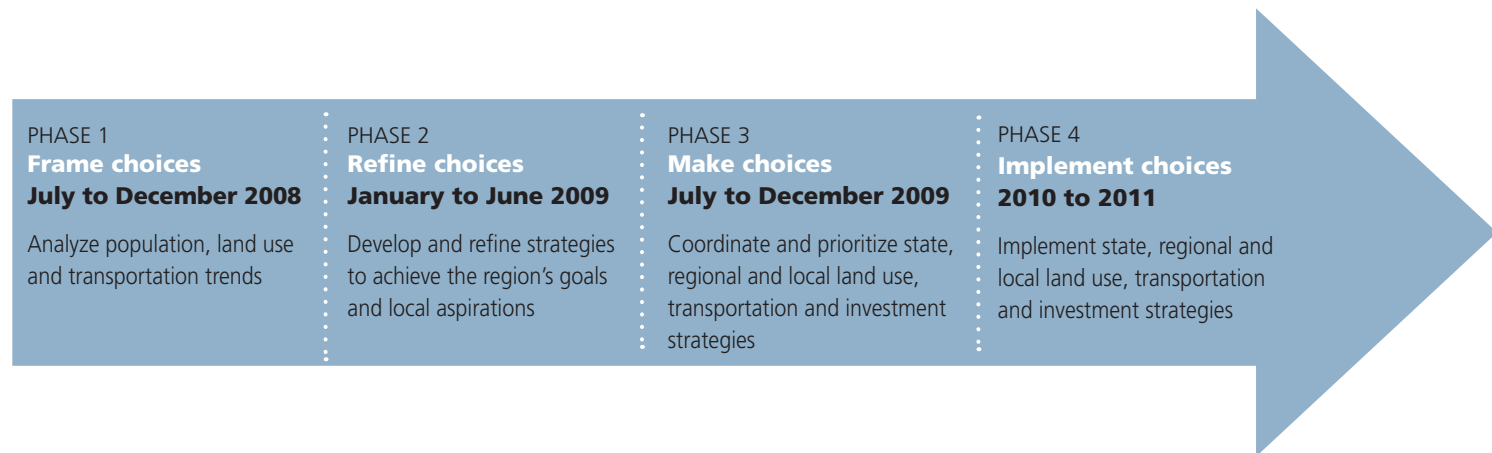 PHASE 1
Frame choices
July to December 2008
Analyze population, land use
and transportation trends
PHASE 2
Refine choices
January to June 2009
Develop and refine strategies
to achieve the region’s goals
and local aspirations
PHASE 3
Make choices
July to December 2009
Coordinate and prioritize state,
regional and local land use,
transportation and investment
strategies
PHASE 4
Implement choices
2010 to 2011
Implement state, regional and
local land use, transportation
and investment strategies